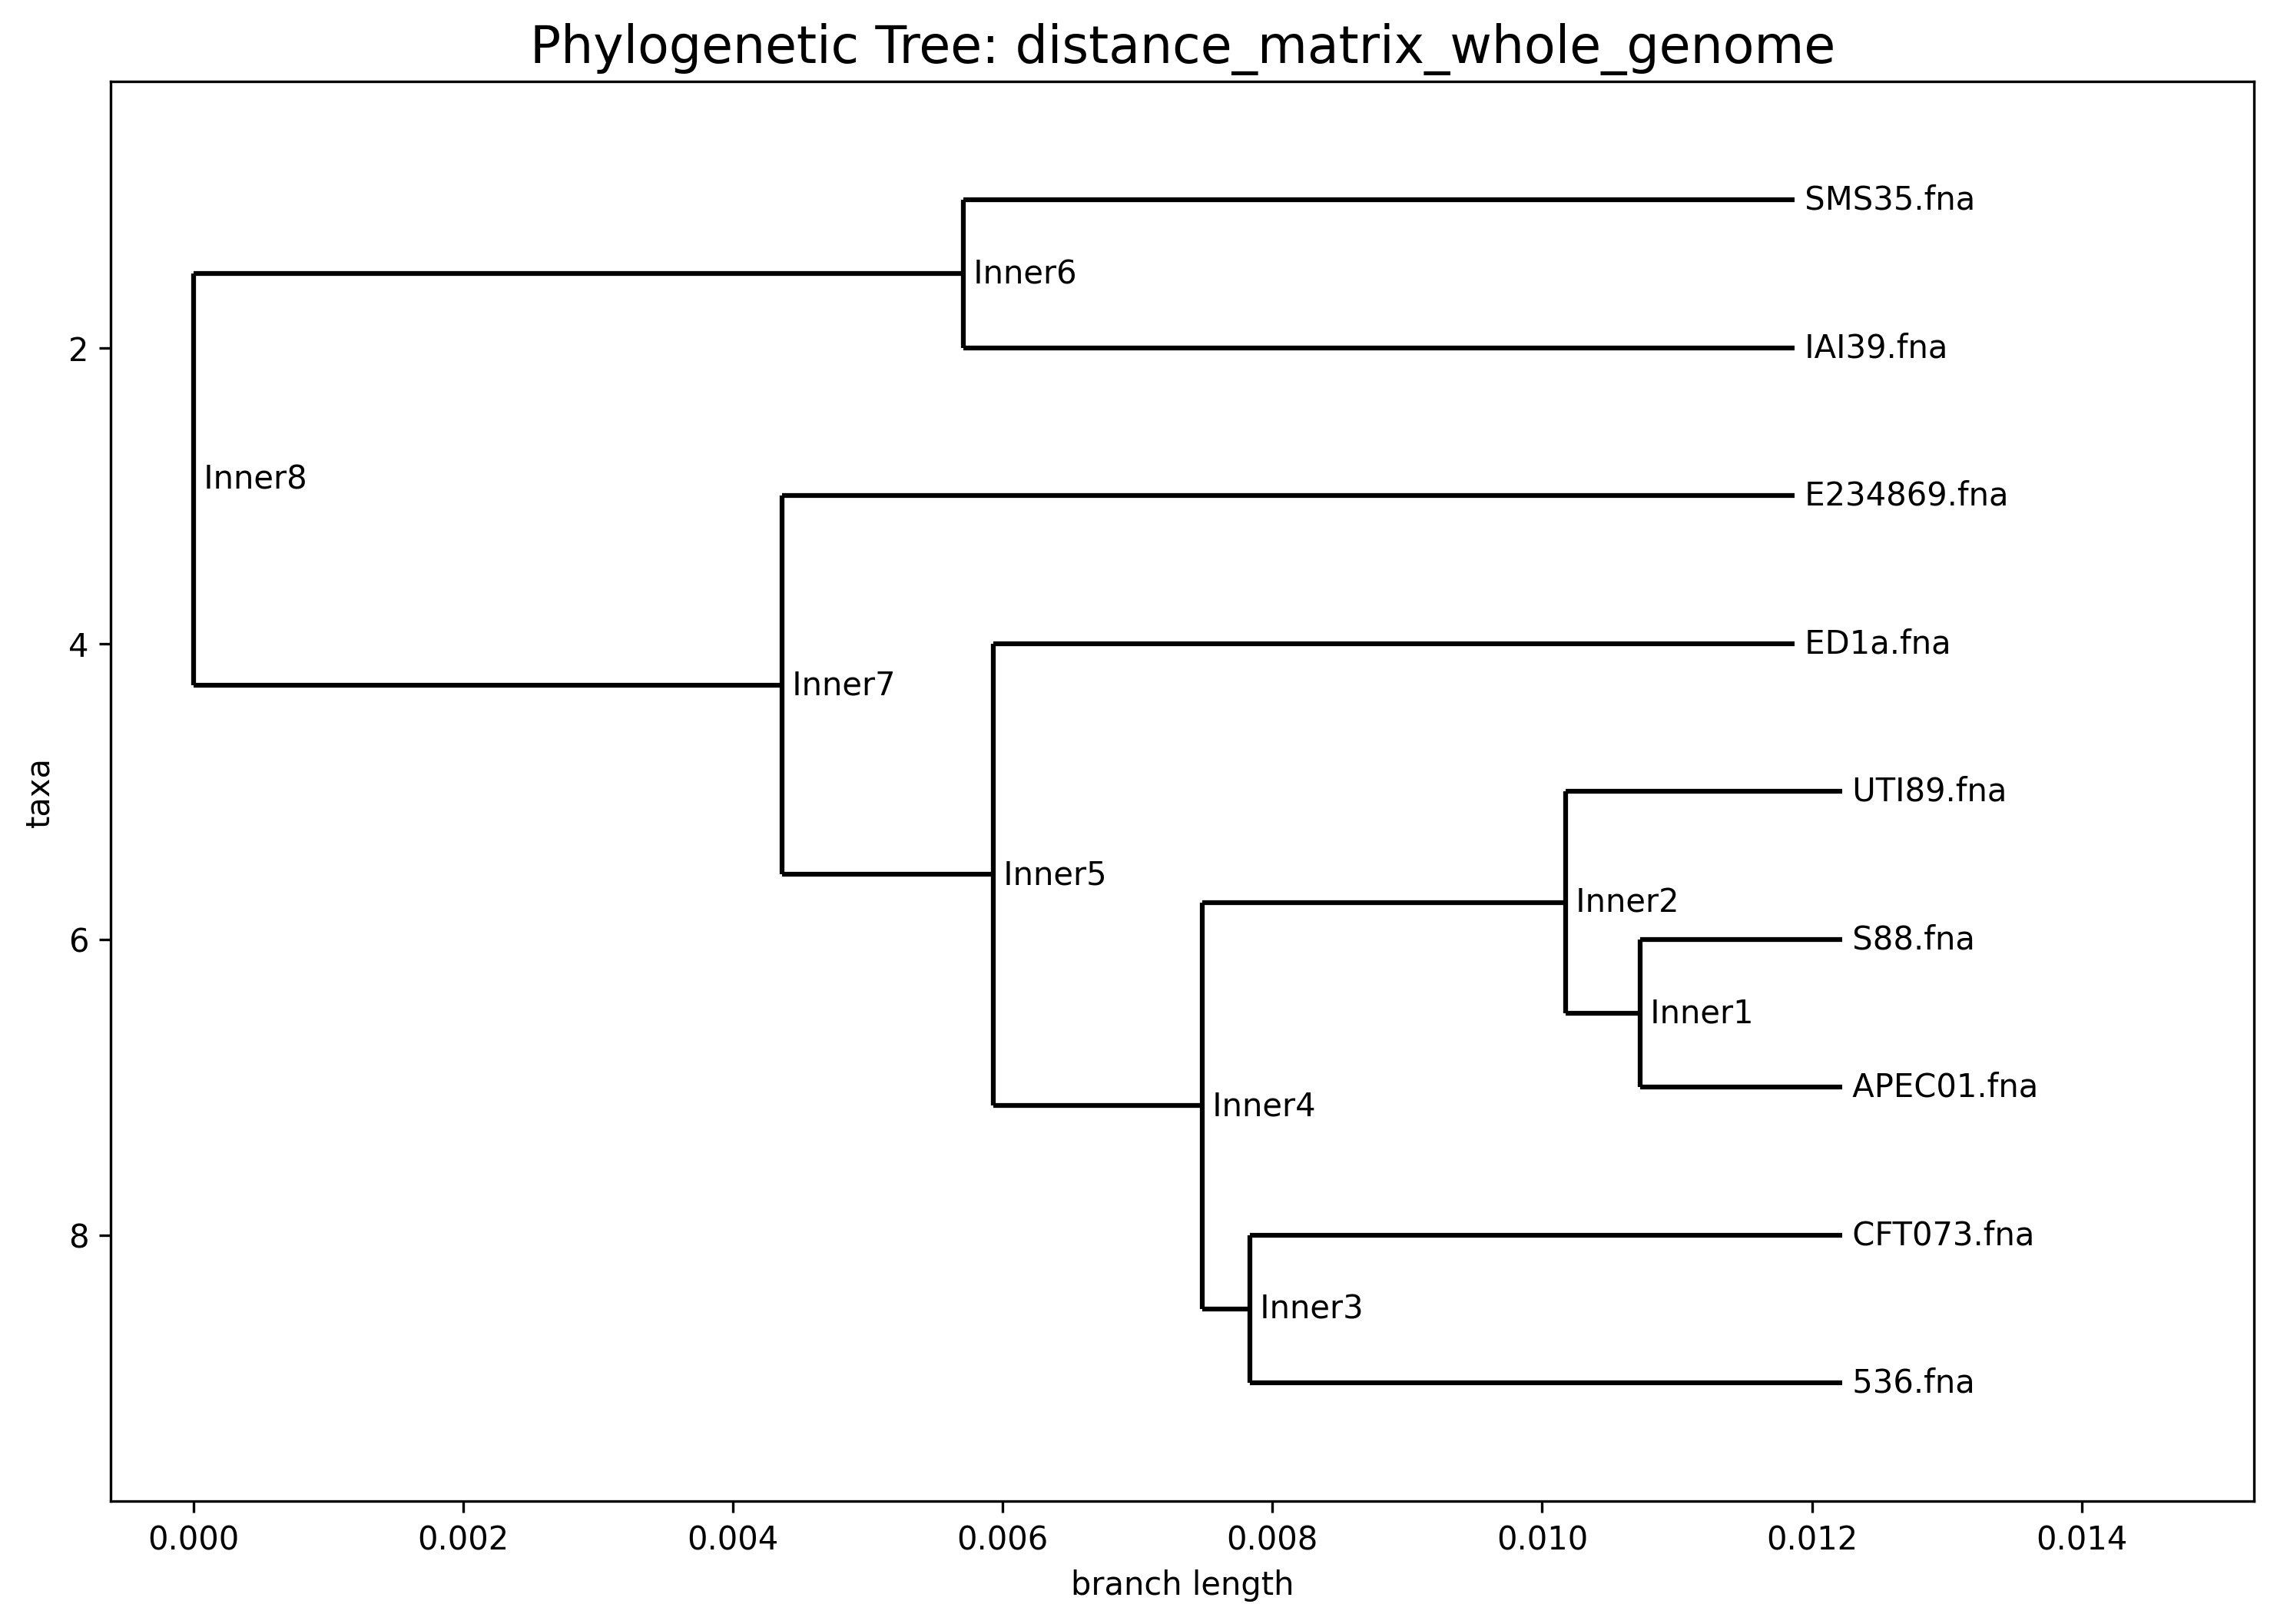 Phylogenetic Tree: distance_matrix_whole_genome
SMS35.fna
Inner6
IAI39.fna
2
Inner8
E234869.fna
ED1a.fna
4
Inner7
taxa
UTI89.fna
Inner5
Inner2
S88.fna
6
Inner1
APEC01.fna
Inner4
CFT073.fna
8
Inner3
536.fna
0.000 0.002 0.004 0.006 0.008 0.010 0.012 0.014
branch length